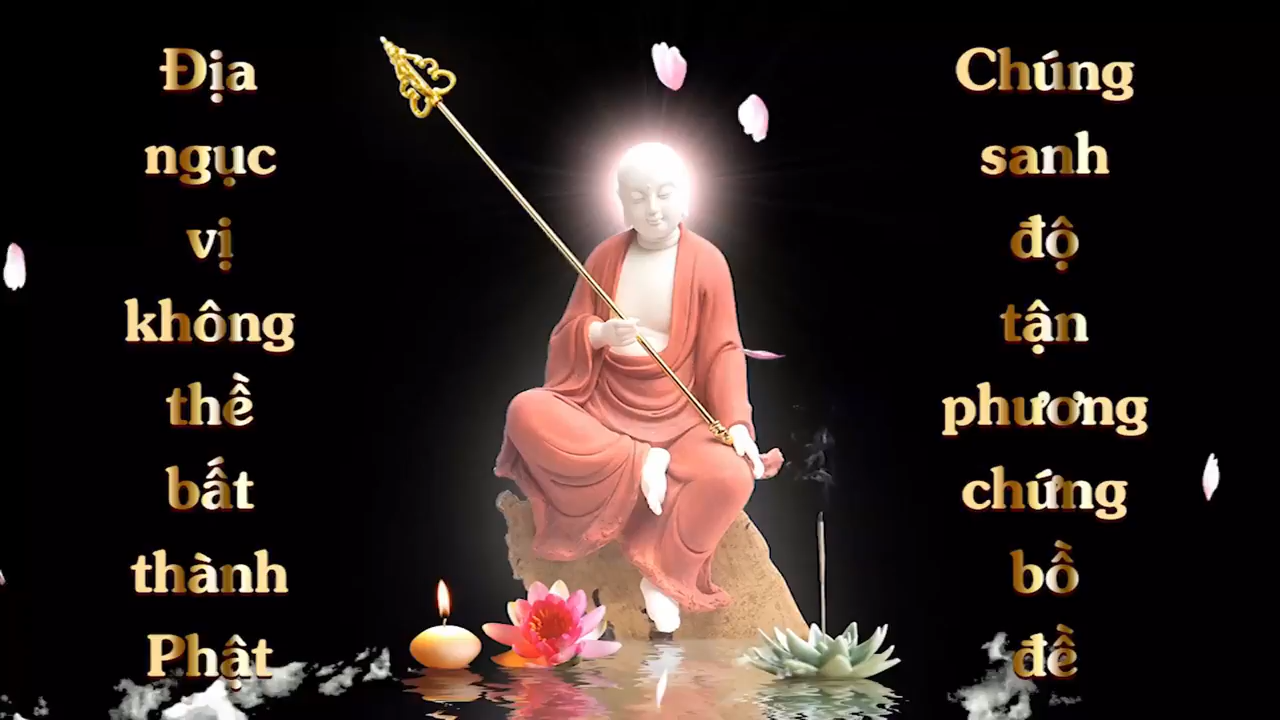 Địa
ngục
vị
không
thề
bất
thành
Phật
Chúng
sanh
độ
tận
phương
chứng
bồ
đề